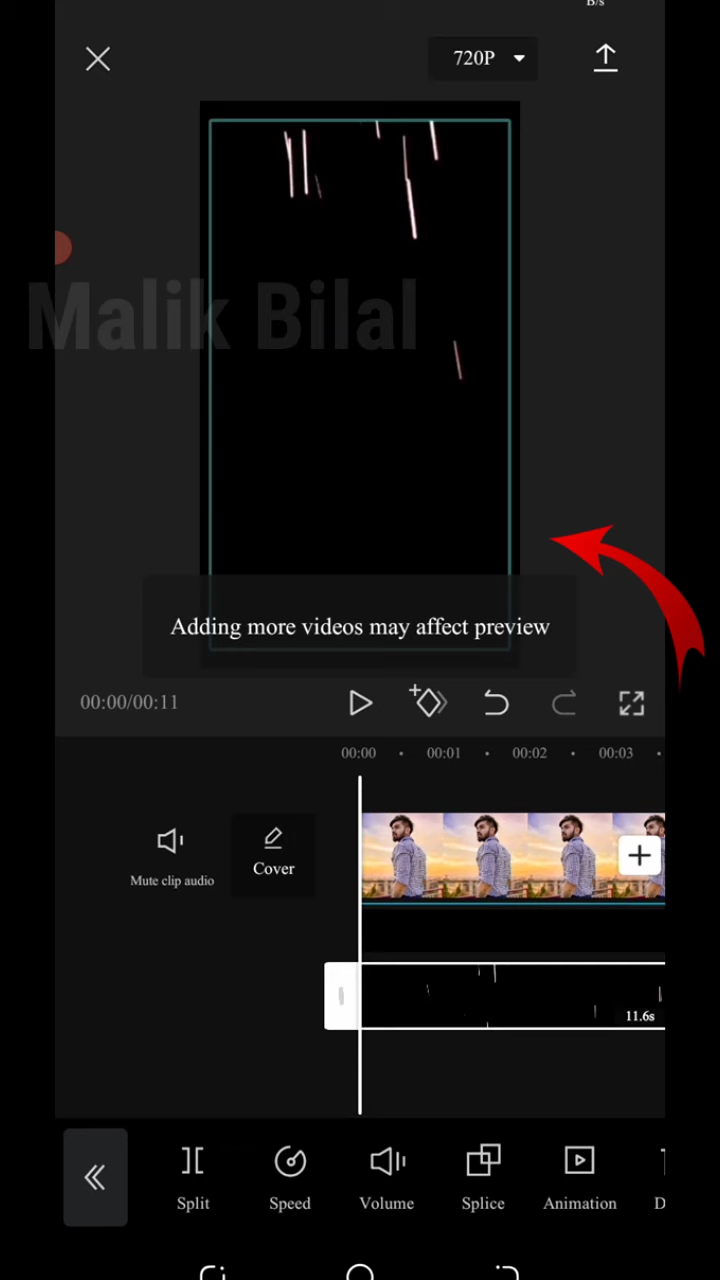 B/s
720P
Malik Bilal
Adding more videos may affect preview
00:00/00:11
00:00
00:01
00:02
00:03
Mute clip audio
Cover
11.6s
Split
Speed
Volume
Splice
Animation
D